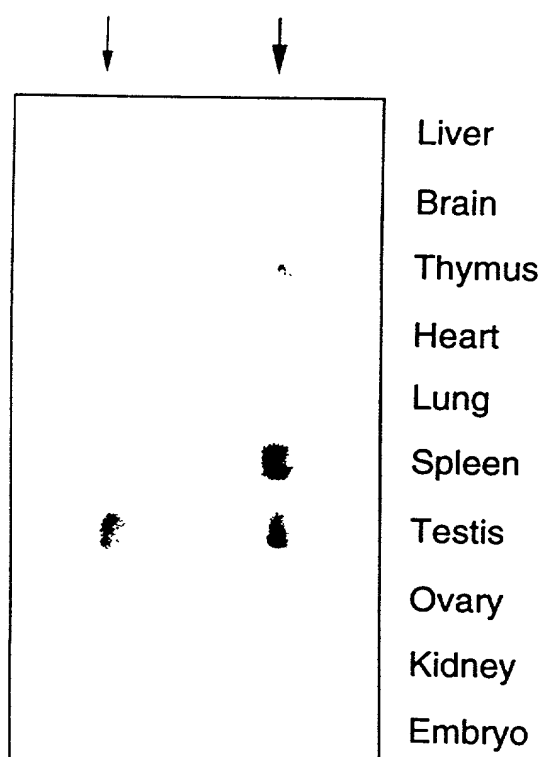 Liver
Brain
Thymus
Heart
Lung
Spleen
Testis
Ovary
Kidney
Embryo